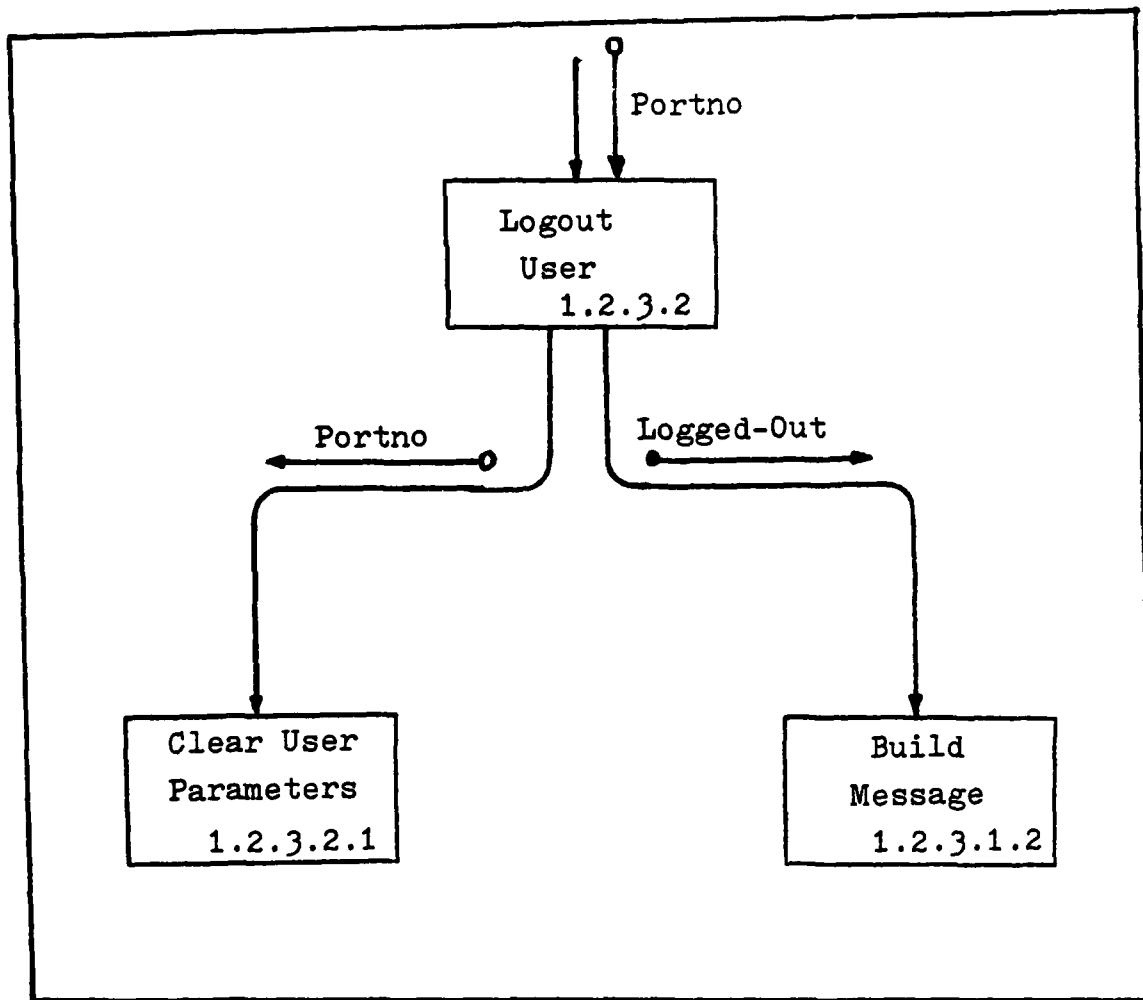 Portno
Logout
User
1.2.3.2
Portno
Logged-Out
Clear User
Parameters
1.2.3.2.1
Build
Message
1.2.3.1.2